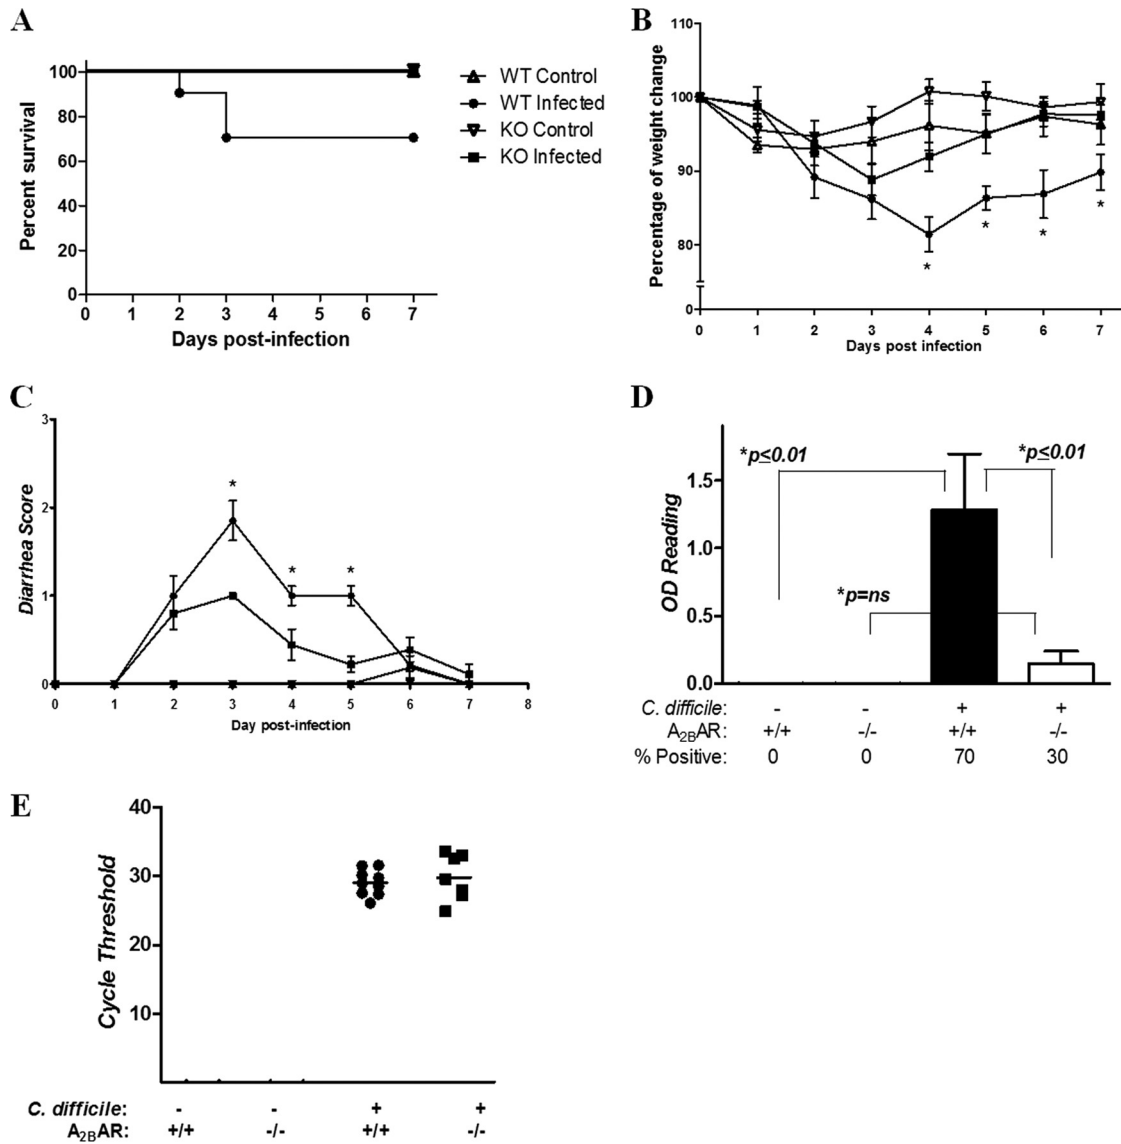 A
100
80
60
40
20
0
Percent survival
0 1 2 3 4 5 6 7
Days post-infection
WT Control
WT Infected
KO Control
KO Infected
B
110
100
90
80
0
Percentage of weight change
0 1 2 3 4 5 6 7
Days post infection
* * * *
C
3
2
1
0
Diarrhea Score
* * *
0 1 2 3 4 5 6 7 8
Day post-infection
D
*p≤0.01 *p≤0.01
*p=ns
1.5
1.0
0.5
0.0
OD Reading
C. difficile: - - + +
A2BAR: +/+ -/- +/+ -/-
% Positive: 0 0 70 30
E
40
30
20
10
Cycle Threshold
C. difficile: - - + +
A2BAR: +/+ -/- +/+ -/-